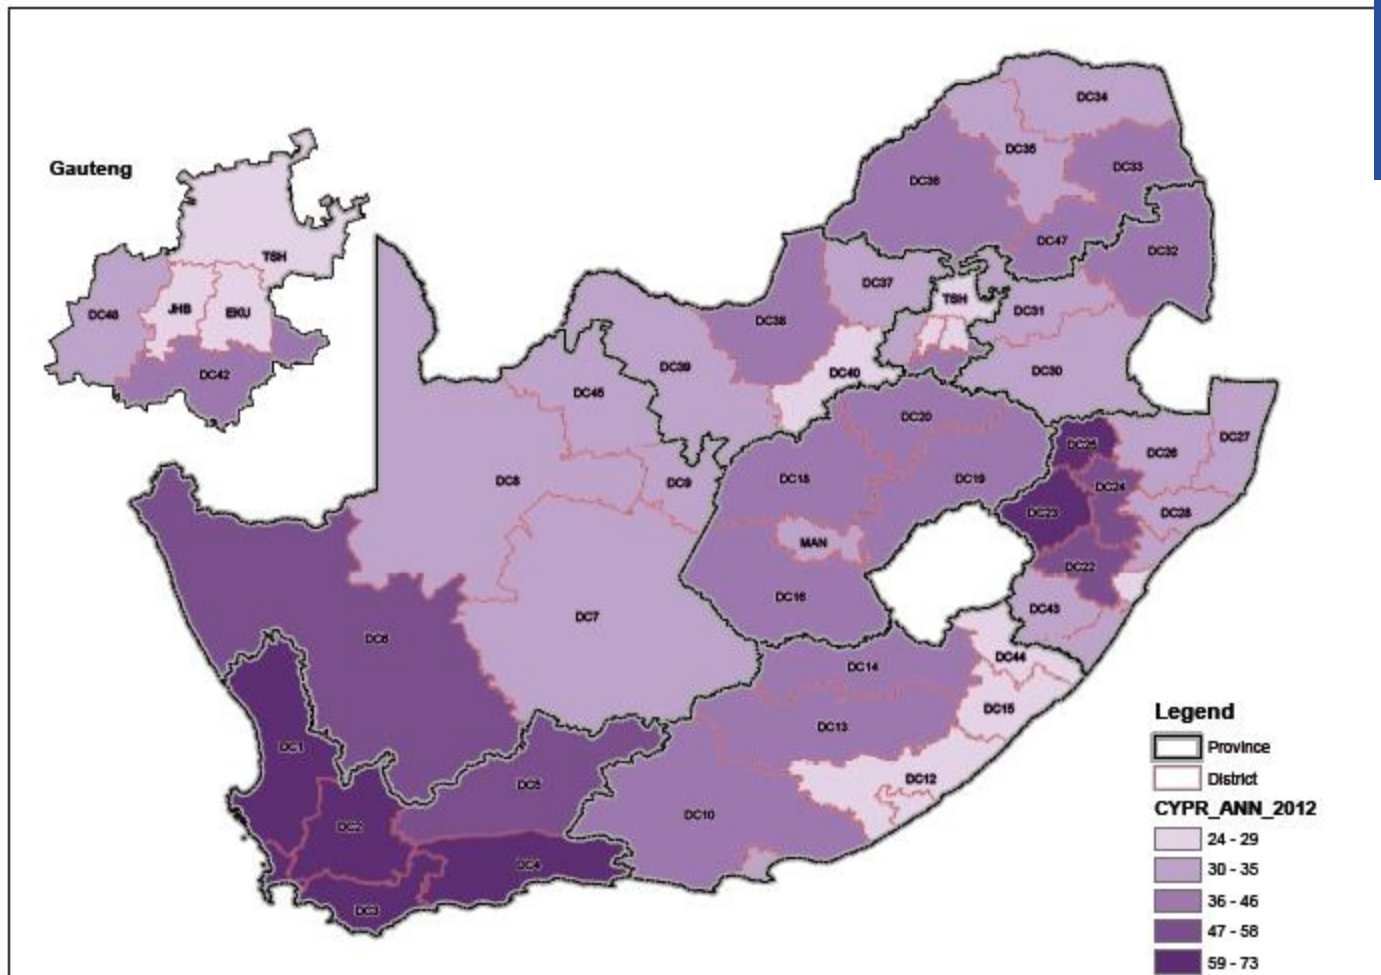 Gauteng
TSH
DC48
JHB
EKU
DC42
DC34
DC35
DC36
DC33
DC47
DC32
DC37
TSH
DC31
DC38
DC39
DC40
DC30
DC45
DC20
DC25
DC26
DC27
DC8
DC9
DC18
DC19
DC24
DC23
DC28
MAN
DC22
DC16
DC43
DC7
DC6
DC14
DC44
DC15
DC13
DC1
DC12
DC5
DC10
DC2
DC4
DC3
Legend
Province
District
CYPR_ANN_2012
24 - 29
30 - 35
36 - 46
47 - 58
59 - 73